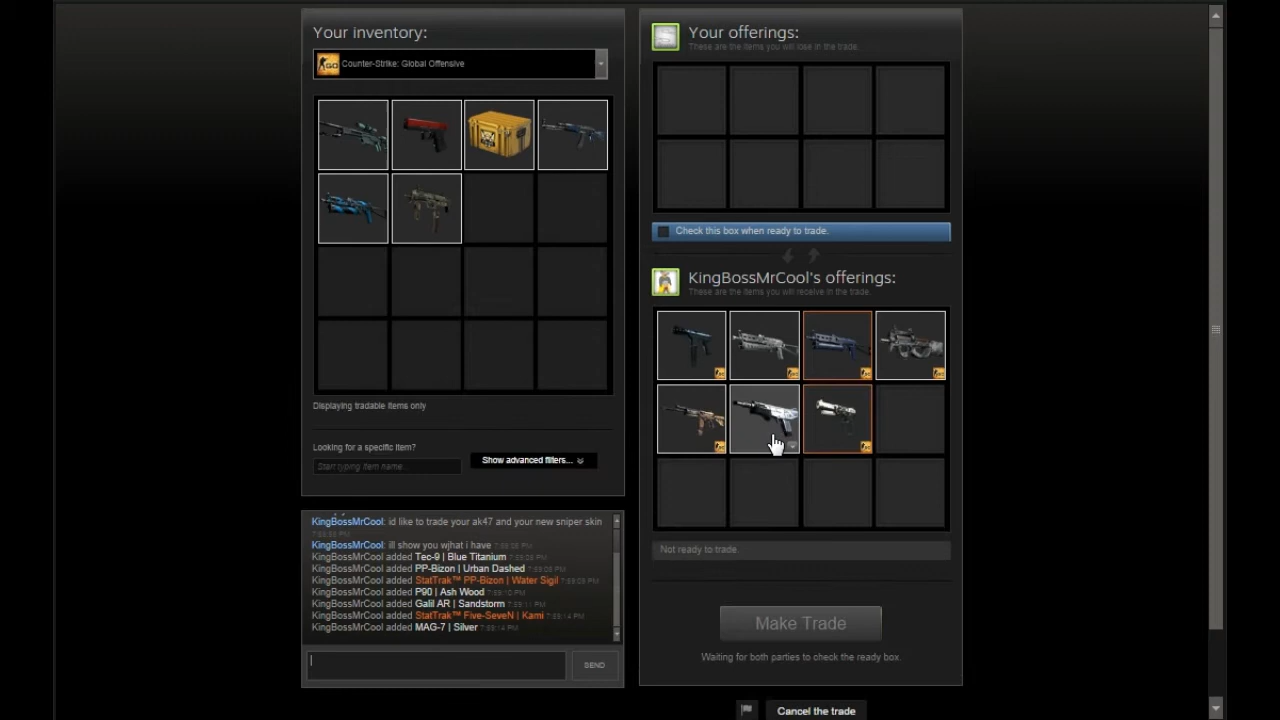 Your inventory:
Counter-Strike: Global Offensive
Displaying tradable items only
Looking for a specific item?
Start typing item name
Show advanced filters...
KingBossMrCool: id like to trade your ak47 and your new sniper skin
KingBossMrCool: ill show you wjhat i have
KingBossMrCool added Tec-9 | Blue Titanium
KingBossMrCool added PP-Bizon | Urban Dashed
KingBossMrCool added StatTrak™ PP-Bizon | Water Sigil
KingBossMrCool added P90 | Ash Wood
KingBossMrCool added Galil AR | Sandstorm
KingBossMrCool added StatTrak™ Five-SeveN | Kami
KingBossMrCool added MAG-7 | Silver
SEND
Your offerings:
These are the items you will lose in the trade.
Check this box when ready to trade.
KingBossMrCool's offerings:
These are the items you will receive in the trade.
Not ready to trade.
Make Trade
Waiting for both parties to check the ready box.
Cancel the trade